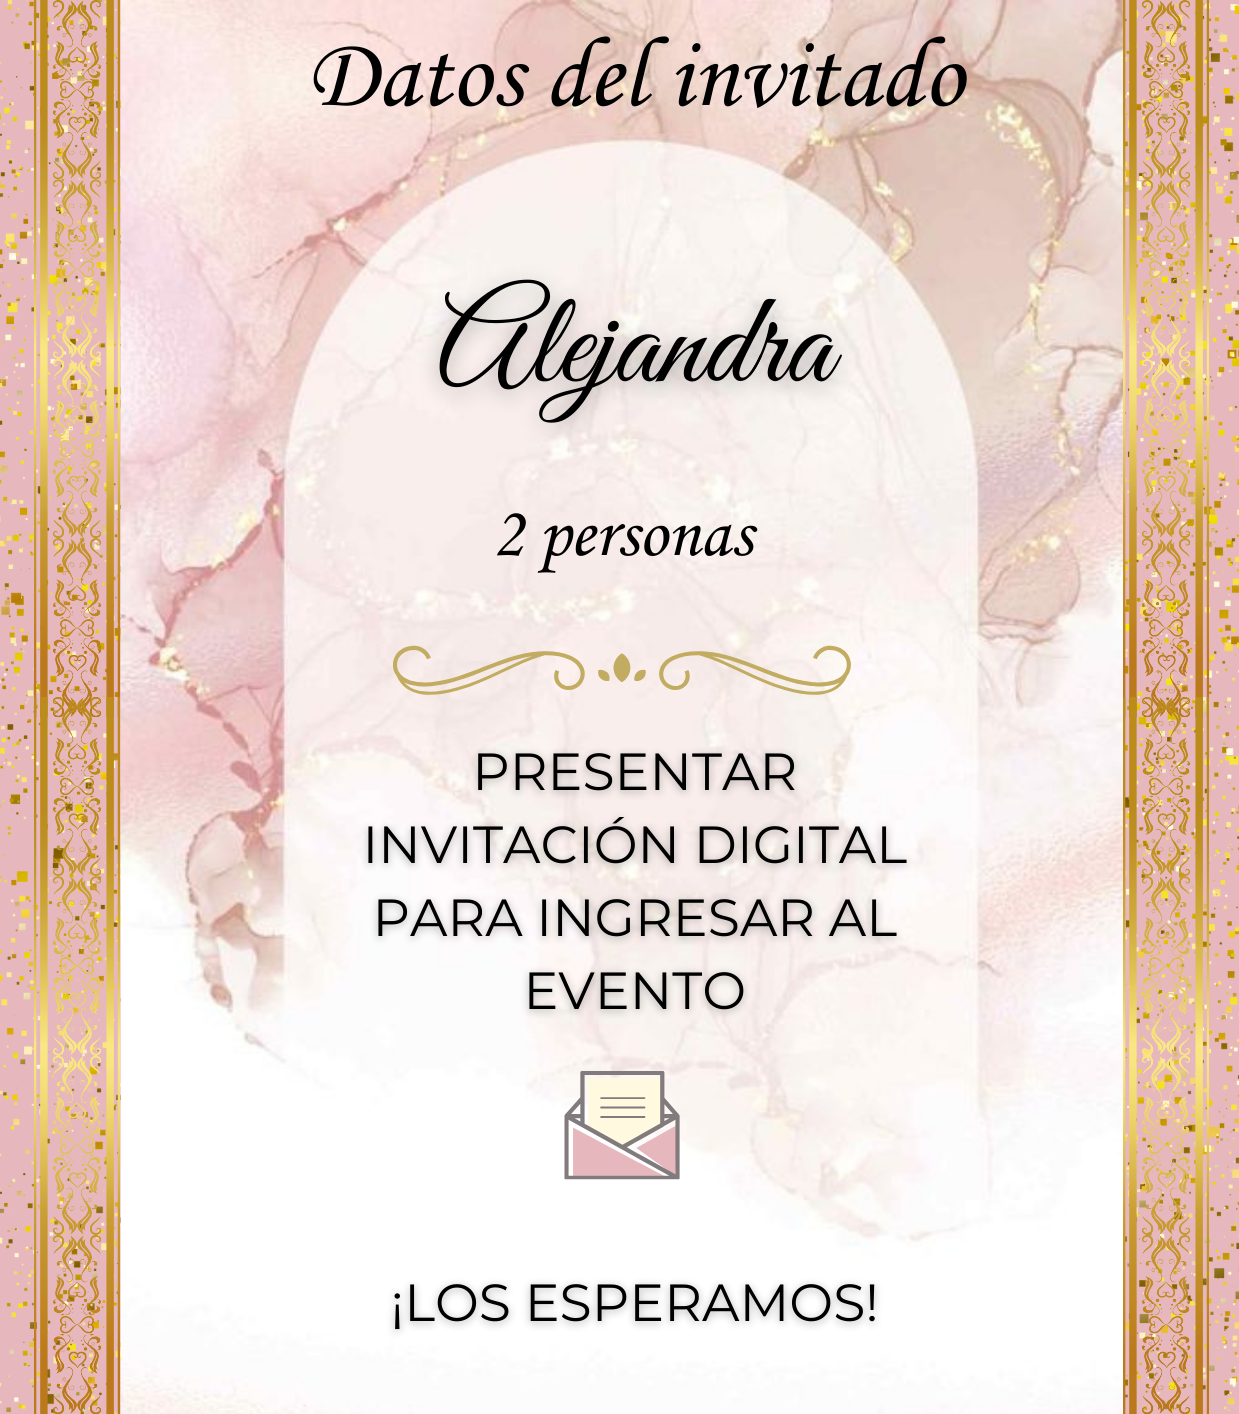 Datos del invitado
Alejandra
2 personas
PRESENTAR
INVITACIÓN DIGITAL
PARA INGRESAR AL
EVENTO
¡LOS ESPERAMOS!